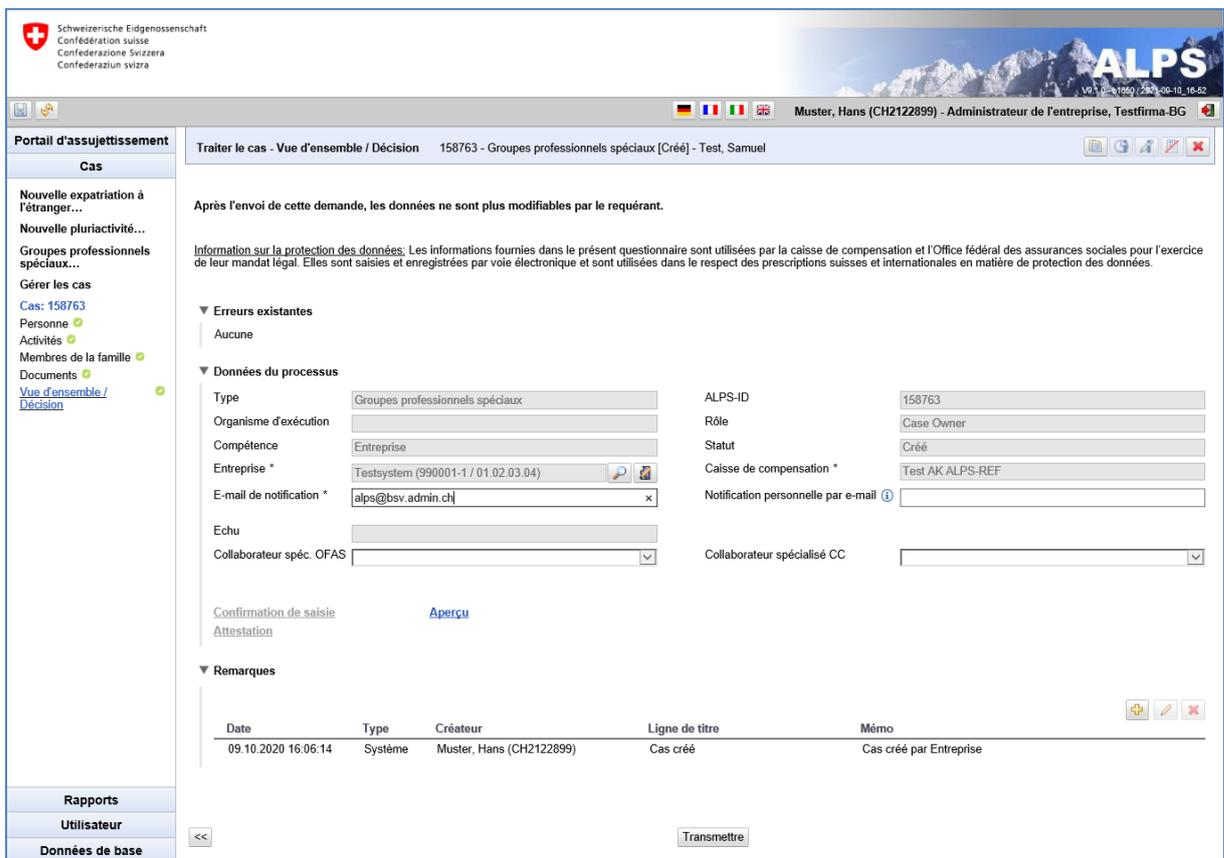 Schweizerische Eidgenossenschaft
Confédération suisse
Confederazione Svizzera
Confederaziun svizra
ALPS
V9.1.0 - b1650 / 2021-09-10_16-52
Muster, Hans (CH2122899) - Administrateur de l'entreprise, Testfirma-BG
Portail d'assujettissement
Cas
Nouvelle expatriation à
l'étranger...
Nouvelle pluriactivité...
Groupes professionnels
spéciaux...
Gérer les cas
Cas: 158763
Personne
Activités
Membres de la famille
Documents
Vue d'ensemble /
Décision
Rapports
Utilisateur
Données de base
Traiter le cas - Vue d'ensemble / Décision 158763 - Groupes professionnels spéciaux [Créé] - Test, Samuel
Après l'envoi de cette demande, les données ne sont plus modifiables par le requérant.
Information sur la protection des données: Les informations fournies dans le présent questionnaire sont utilisées par la caisse de compensation et l'Office fédéral des assurances sociales pour l'exercice
de leur mandat légal. Elles sont saisies et enregistrées par voie électronique et sont utilisées dans le respect des prescriptions suisses et internationales en matière de protection des données.
Erreurs existantes
Aucune
Données du processus
Type Groupes professionnels spéciaux ALPS-ID 158763
Organisme d'exécution Rôle Case Owner
Compétence Entreprise Statut Créé
Entreprise * Testsystem (990001-1 / 01.02.03.04) Caisse de compensation * Test AK ALPS-REF
E-mail de notification * alps@bsv.admin.ch × Notification personnelle par e-mail
Echu
Collaborateur spéc. OFAS Collaborateur spécialisé CC
Confirmation de saisie Aperçu
Attestation
Remarques
Date Type Créateur Ligne de titre Mémo
09.10.2020 16:06:14 Système Muster, Hans (CH2122899) Cas créé Cas créé par Entreprise
<< Transmettre